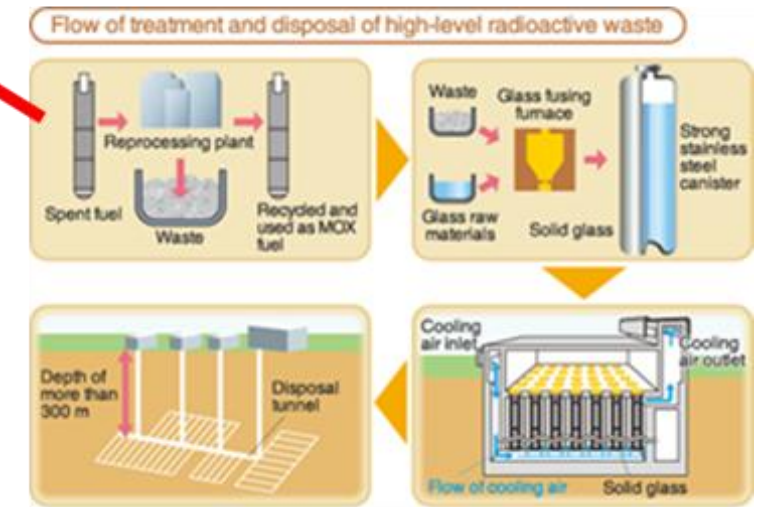 Flow of treatment and disposal of high-level radioactive waste
Reprocessing plant
Spent fuel
Waste
Recycled and
used as MOX
fuel
Waste
Glass fusing
furnace
Strong
stainless
steel
canister
Glass raw
materials
Solid glass
Cooling
air inlet
Cooling
air outlet
Flow of cooling air
Solid glass
Depth of
more than
300 m
Disposal
tunnel